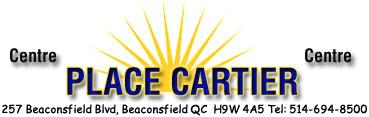 Centre Centre
PLACE CARTIER
257 Beaconsfield Blvd, Beaconsfield QC H9W 4A5 Tel: 514-694-8500